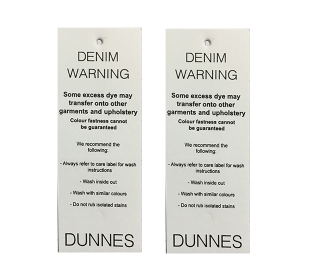 DENIM
WARNING
Some excess dye may
transfer onto other
garments and upholstery
Colour fastness cannot
be guaranteed
We recommend the
following:
- Always refer to care label for wash
instructions
- Wash inside out
- Wash with similar colours
- Do not rub isolated stains
DUNNES
DENIM
WARNING
Some excess dye may
transfer onto other
garments and upholstery
Colour fastness cannot
be guaranteed
We recommend the
following:
- Always refer to care label for wash
instructions
- Wash inside out
- Wash with similar colours
- Do not rub isolated stains
DUNNES